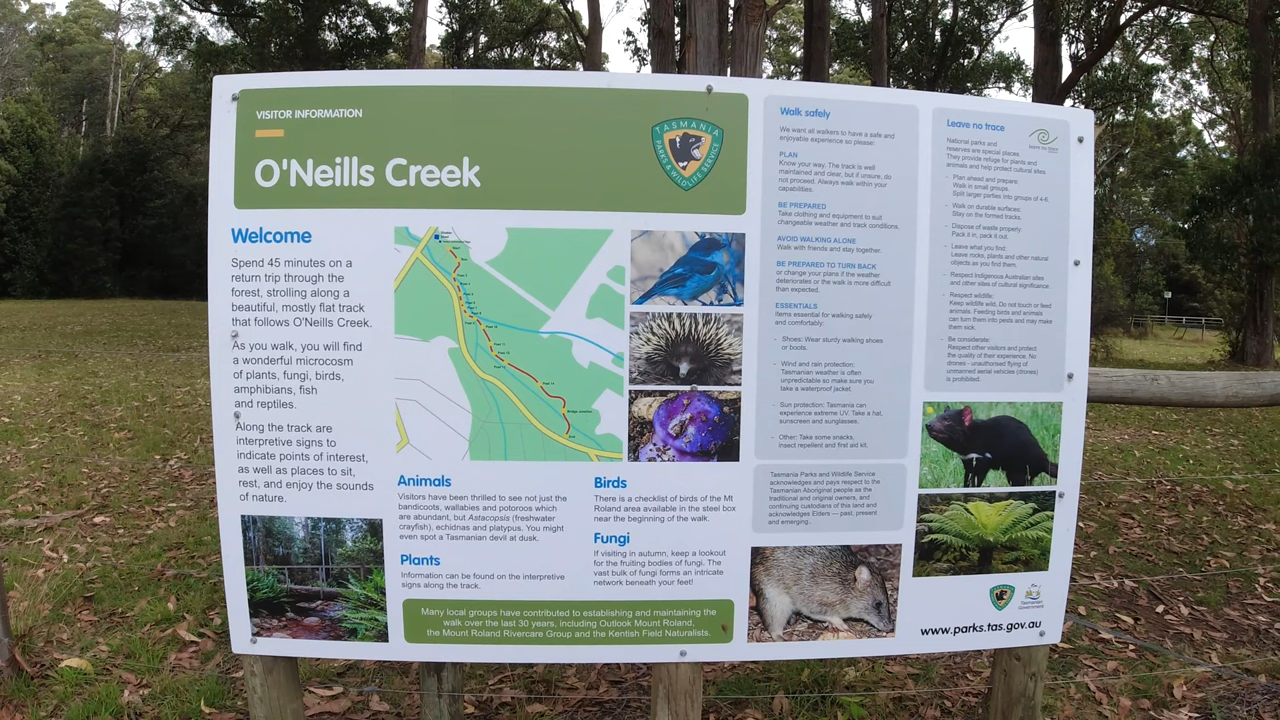 VISITOR INFORMATION
O'Neills Creek
TASMANIA
PARKS & WILDLIFE SERVICE
Welcome
Spend 45 minutes on a
return trip through the
forest, strolling along a
beautiful, mostly flat track
that follows O'Neills Creek.
As you walk, you will find
a wonderful microcosm
of plants, fungi, birds,
amphibians, fish
and reptiles.
Along the track are
interpretive signs to
indicate points of interest,
as well as places to sit,
rest, and enjoy the sounds
of nature.
Animals
Visitors have been thrilled to see not just the
bandicoots, wallabies and potoroos which
are abundant, but Astacopsis (freshwater
crayfish), echidnas and platypus. You might
even spot a Tasmanian devil at dusk.
Plants
Information can be found on the interpretive
signs along the track.
Birds
There is a checklist of birds of the Mt
Roland area available in the steel box
near the beginning of the walk.
Fungi
If visiting in autumn, keep a lookout
for the fruiting bodies of fungi. The
vast bulk of fungi forms an intricate
network beneath your feet!
Many local groups have contributed to establishing and maintaining the
walk over the last 30 years, including Outlook Mount Roland,
the Mount Roland Rivercare Group and the Kentish Field Naturalists.
Walk safely
We want all walkers to have a safe and
enjoyable experience so please:
PLAN
Know your way. The track is well
maintained and clear, but if unsure, do
not proceed. Always walk within your
capabilities.
BE PREPARED
Take clothing and equipment to suit
changeable weather and track conditions.
AVOID WALKING ALONE
Walk with friends and stay together.
BE PREPARED TO TURN BACK
or change your plans if the weather
deteriorates or the walk is more difficult
than expected.
ESSENTIALS
Items essential for walking safely
and comfortably:
- Shoes: Wear sturdy walking shoes
or boots.
- Wind and rain protection:
Tasmanian weather is often
unpredictable so make sure you
take a waterproof jacket.
- Sun protection: Tasmania can
experience extreme UV. Take a hat,
sunscreen and sunglasses.
- Other: Take some snacks,
insect repellent and first aid kit.
Tasmania Parks and Wildlife Service
acknowledges and pays respect to the
Tasmanian Aboriginal people as the
traditional and original owners, and
continuing custodians of this land and
acknowledges Elders — past, present
and emerging.
Leave no trace
National parks and
reserves are special places.
They provide refuge for plants and
animals and help protect cultural sites.
- Plan ahead and prepare:
Walk in small groups.
Split larger parties into groups of 4-6.
- Walk on durable surfaces:
Stay on the formed tracks.
- Dispose of waste properly:
Pack it in, pack it out.
- Leave what you find:
Leave rocks, plants and other natural
objects as you find them.
- Respect Indigenous Australian sites
and other sites of cultural significance.
- Respect wildlife:
Keep wildlife wild. Do not touch or feed
animals. Feeding birds and animals
can turn them into pests and may make
them sick.
- Be considerate:
Respect other visitors and protect
the quality of their experience. No
drones - unauthorised flying of
unmanned aerial vehicles (drones)
is prohibited.
Tasmanian
Government
www.parks.tas.gov.au